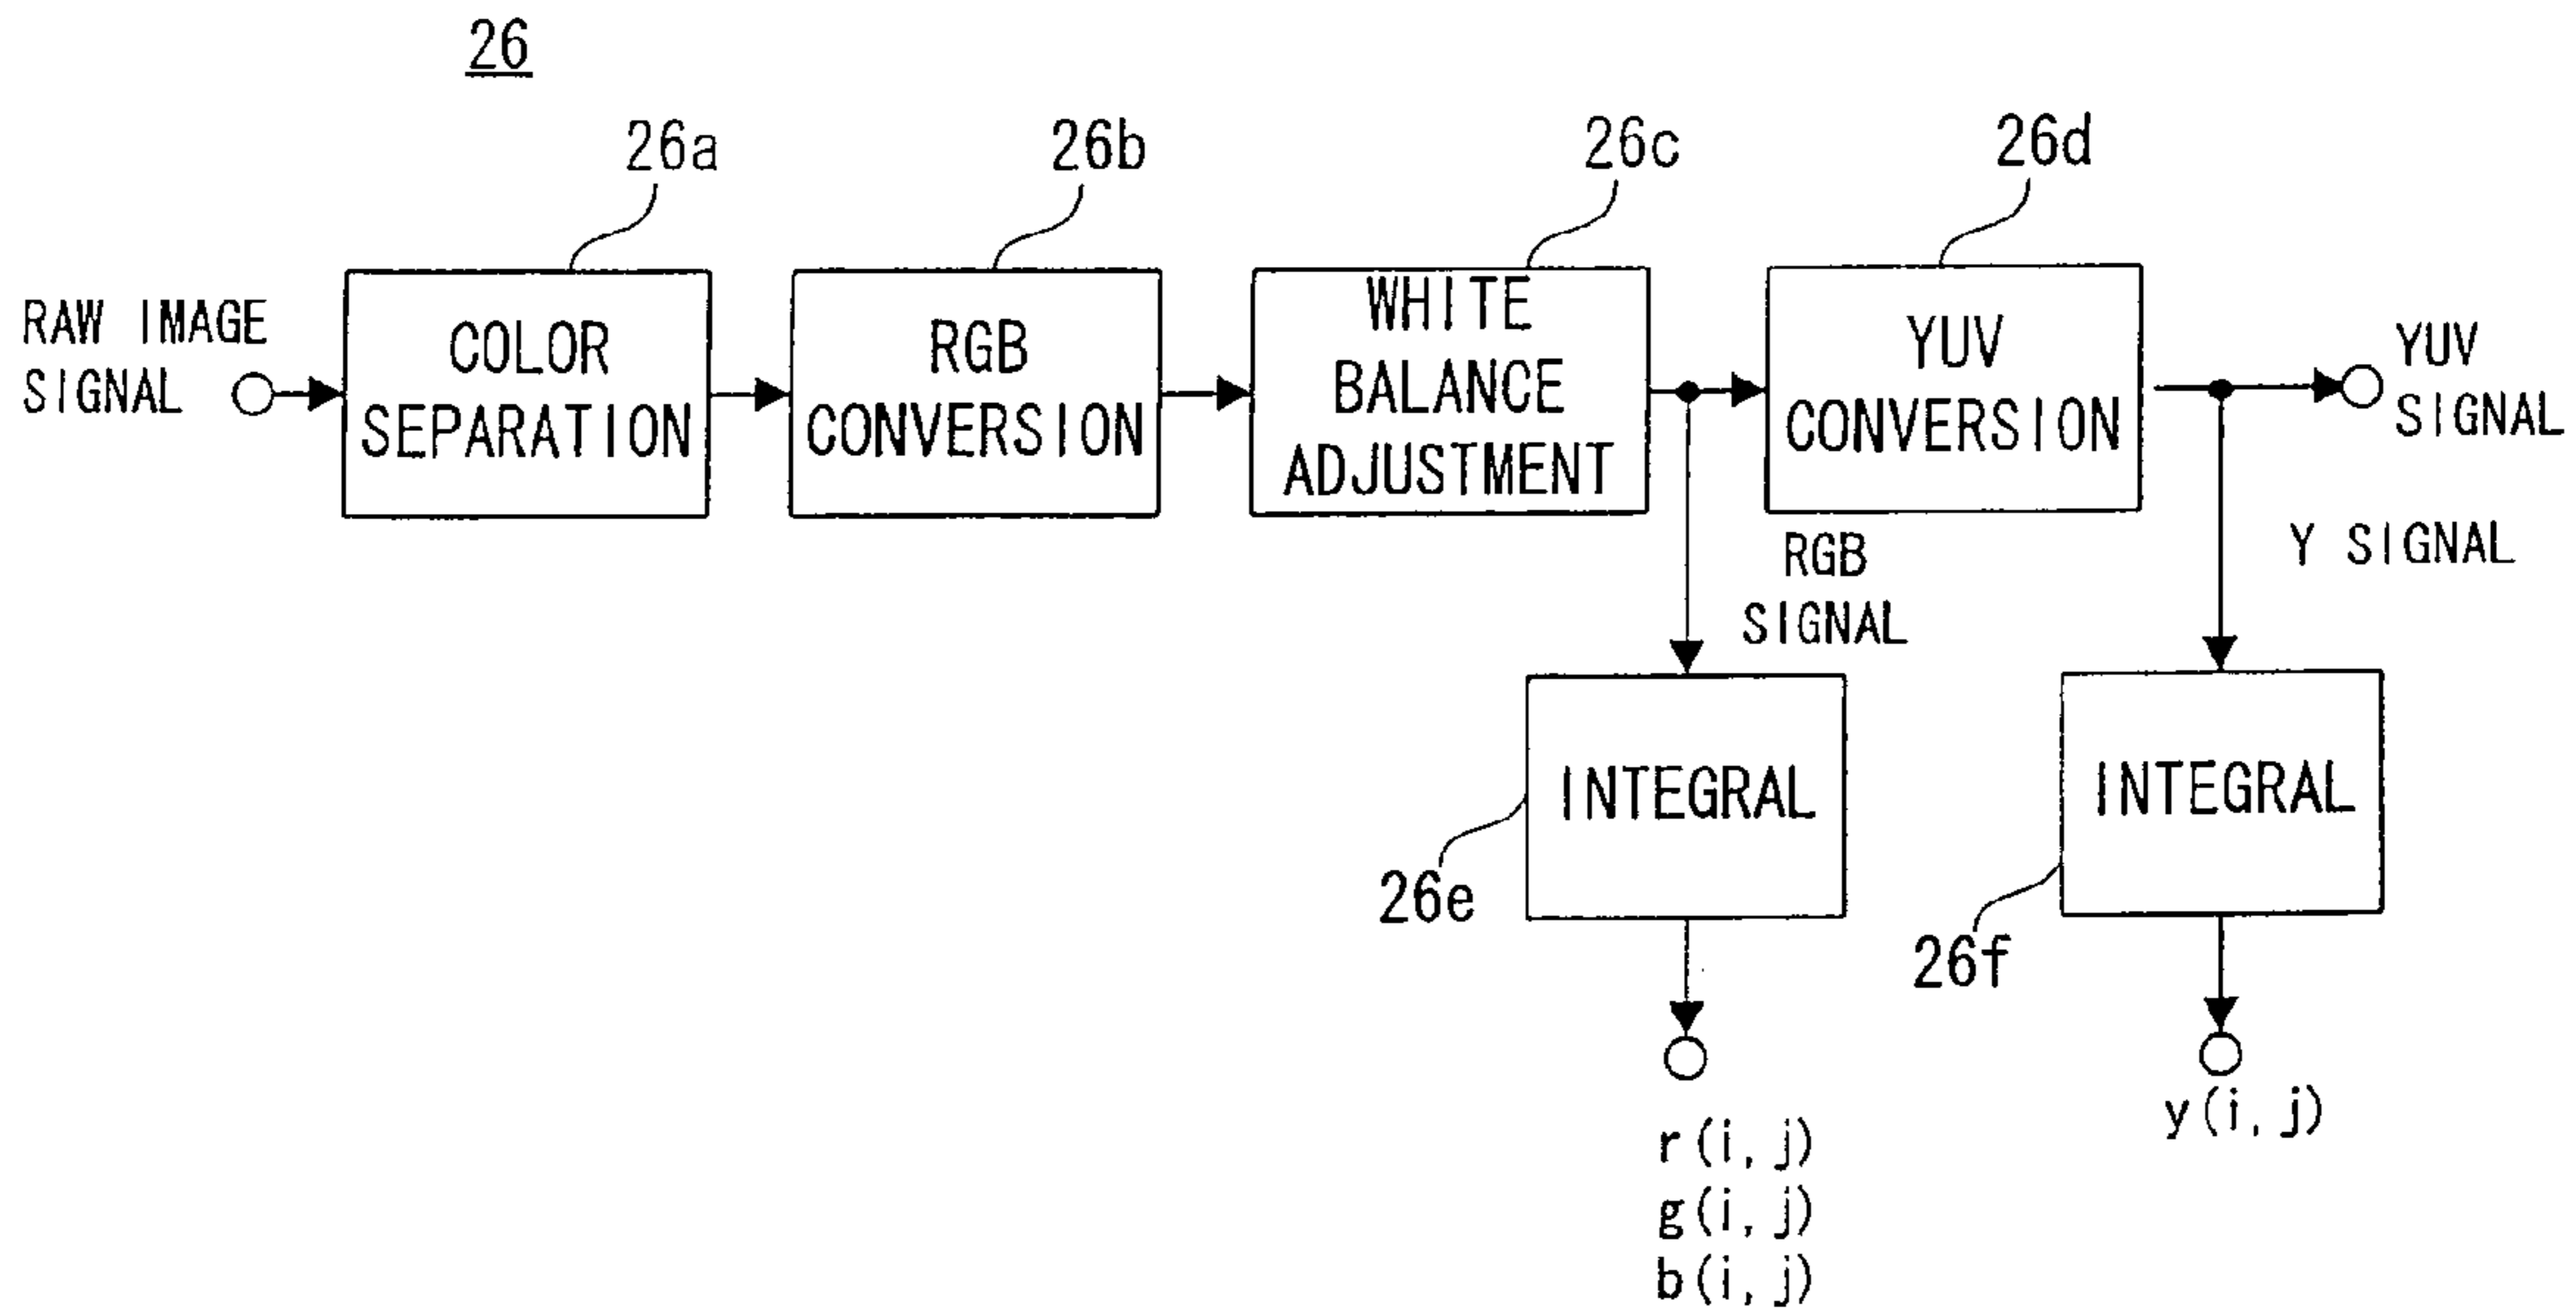 26
26a
26b
26c
26d
RAW IMAGE
SIGNAL
COLOR
SEPARATION
RGB
CONVERSION
WHITE
BALANCE
ADJUSTMENT
YUV
CONVERSION
YUV
SIGNAL
RGB
SIGNAL
Y SIGNAL
INTEGRAL
INTEGRAL
26e
26f
r(i, j)
g(i, j)
b(i, j)
y(i, j)